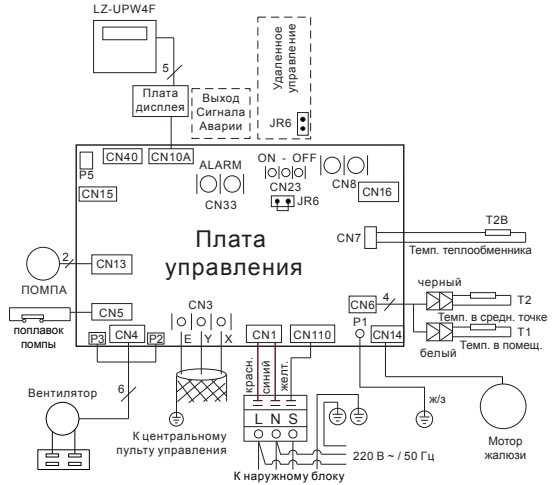 LZ-UPW4F
5
Плата
дисплея
Выход
Сигнала
Аварии
Удаленное
управление
JR6
P5
CN40
CN10A
ALARM
CN33
ON - OFF
CN23
JR6
CN8
CN16
CN15
Плата
управления
CN7
T2B
Темп. теплообменника
2
CN13
ПОМПА
CN5
поплавок
помпы
P3
CN4
P2
CN3
E
Y
X
CN1
CN110
CN6
4
P1
CN14
черный
T2
Темп. в средн. точке
T1
белый
Темп. в помещ.
красн.
синий
желт.
6
Вентилятор
L N S
ж/з
К центральному
пульту управления
220 В ~ / 50 Гц
К наружному блоку
Мотор
жалюзи